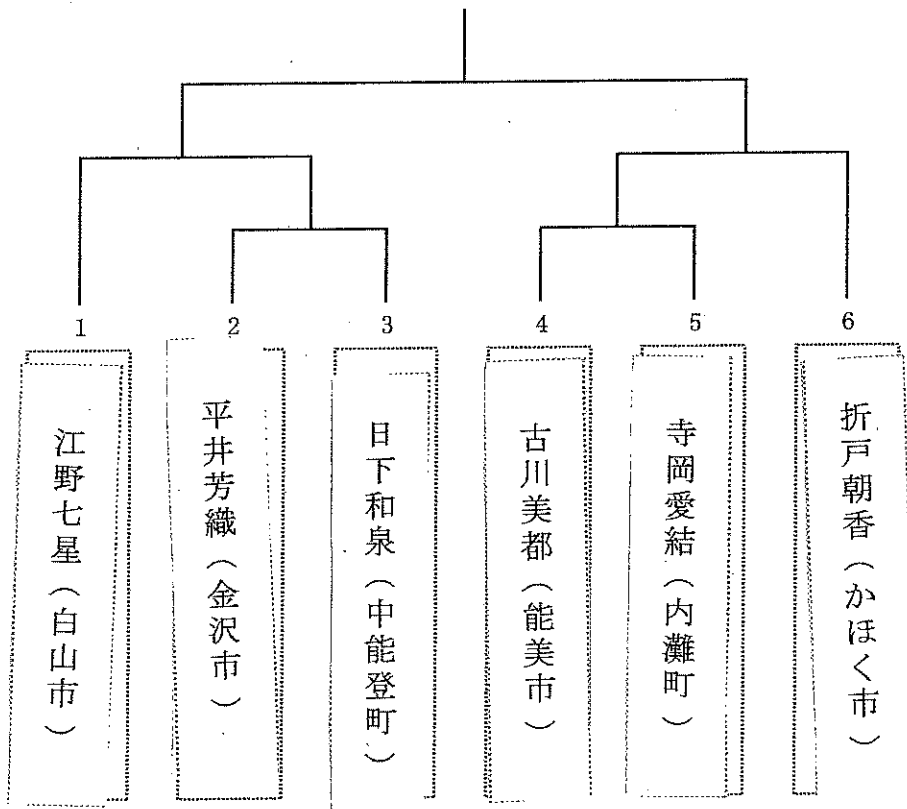 1
2
3
4
5
6
江野七星(白山市)
平井芳織(金沢市)
日下和泉(中能登町)
古川美都(能美市)
寺岡愛結(内灘町)
折戸朝香(かほく市)